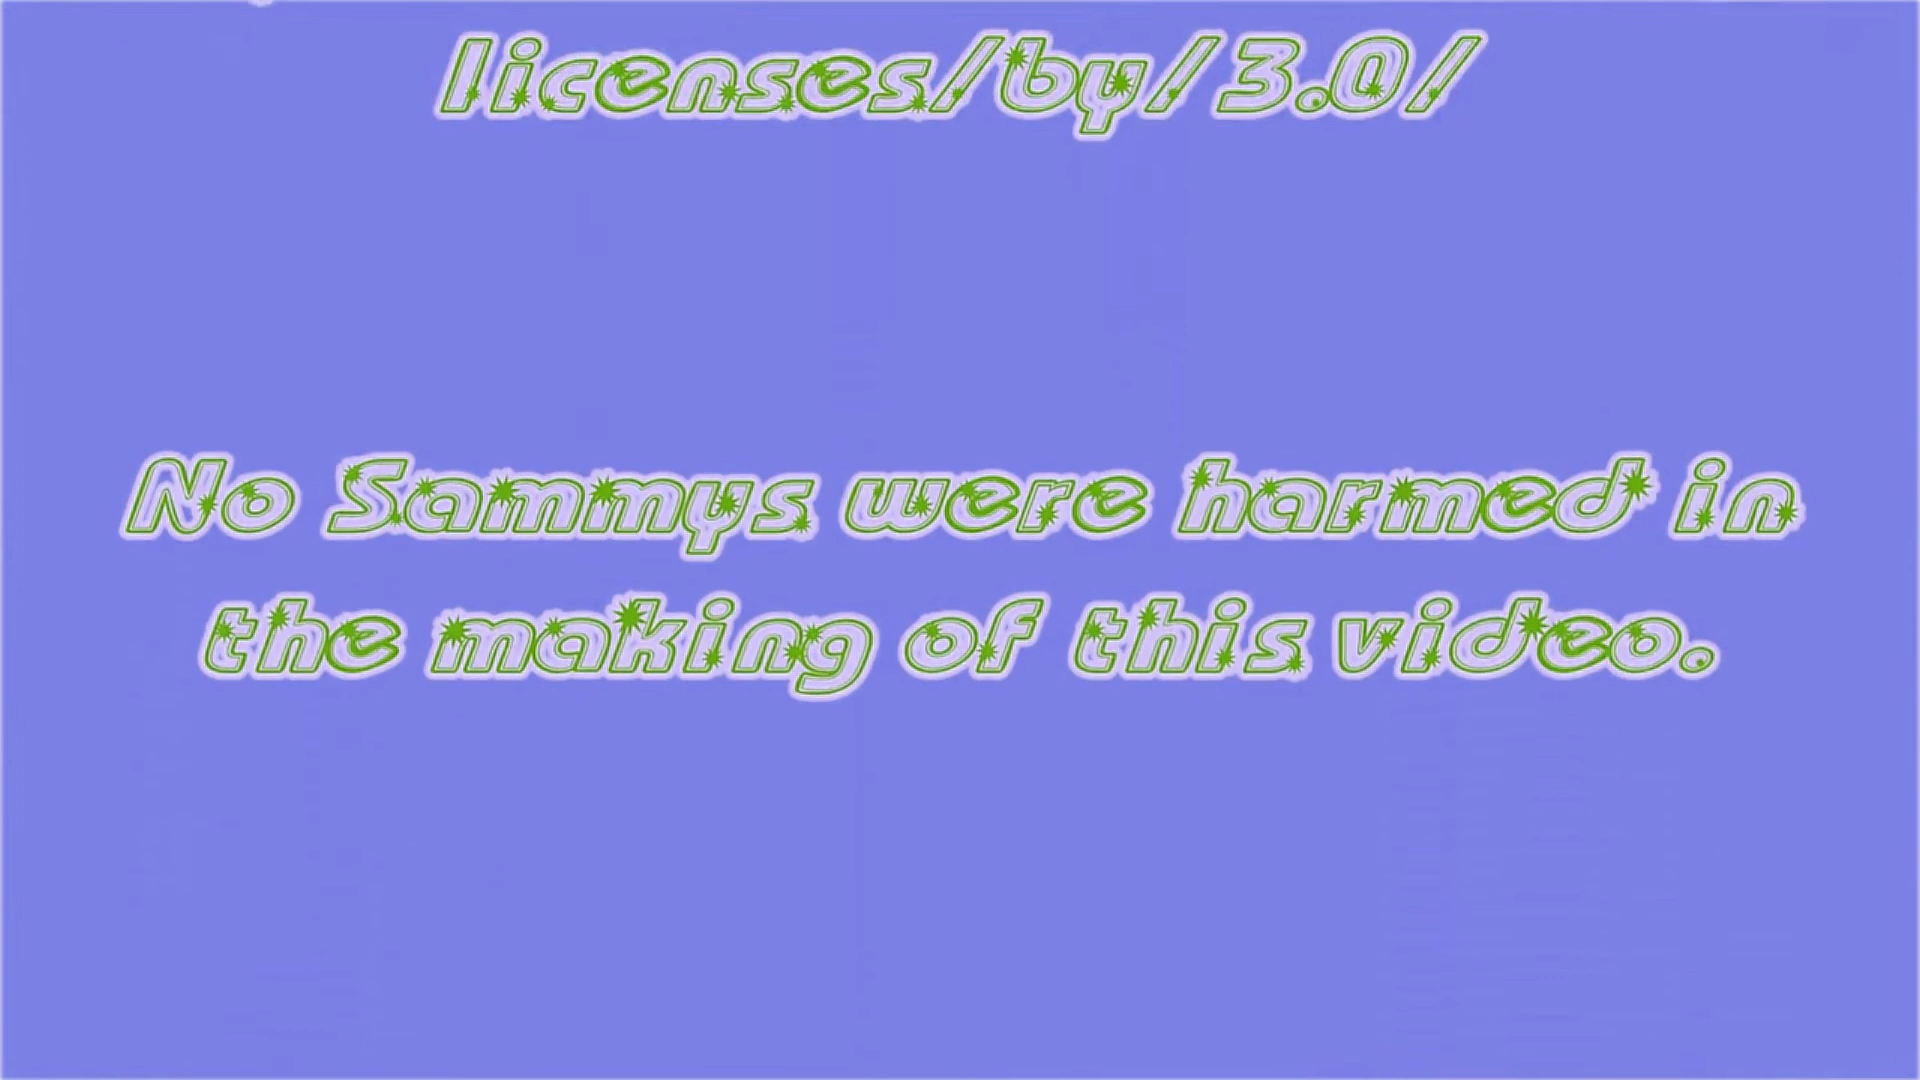 licenses/by/3.0/
No Sammys were harmed in
the making of this video.